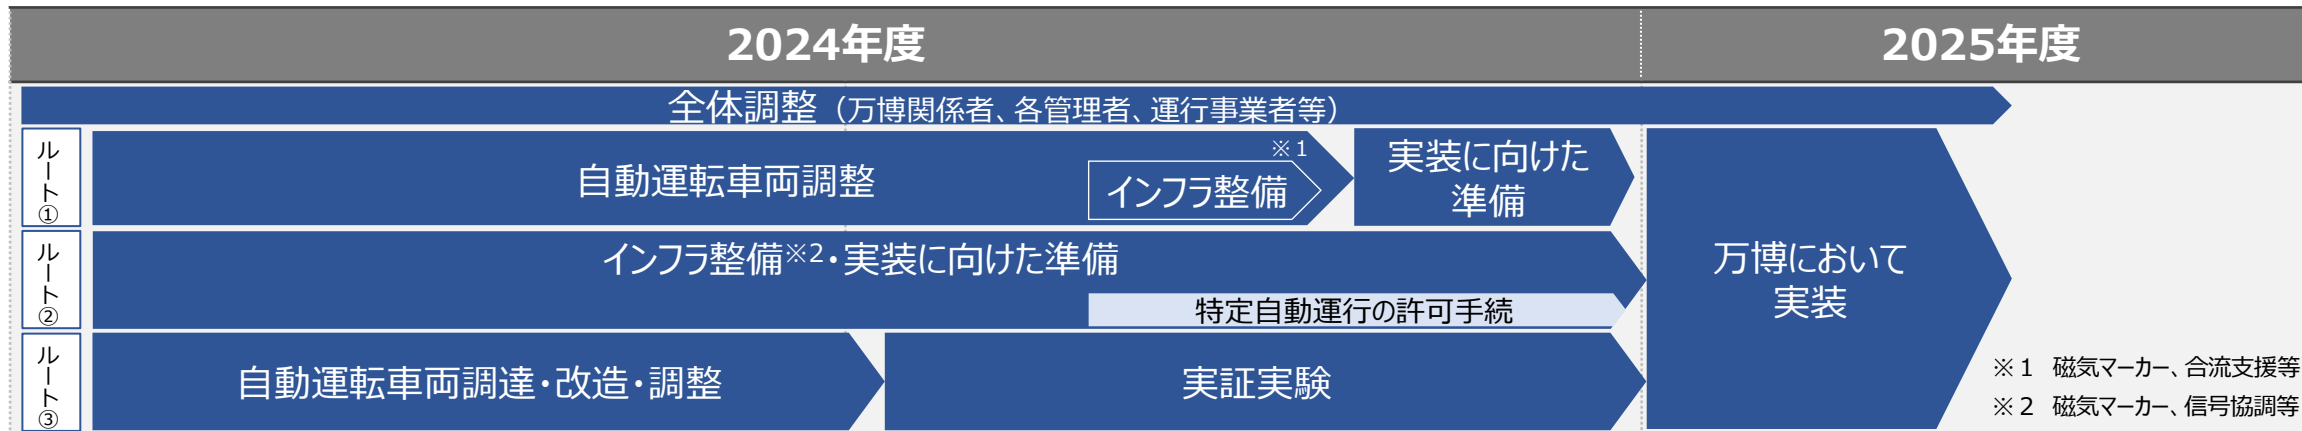 2024年度
2025年度
全体調整（万博関係者、各管理者、運行事業者等）
ルート①
自動運転車両調整
※１
インフラ整備
実装に向けた
準備
ルート②
インフラ整備※2・実装に向けた準備
特定自動運行の許可手続
ルート③
自動運転車両調達・改造・調整
実証実験
万博において
実装
※１　磁気マーカー、合流支援等
※２　磁気マーカー、信号協調等